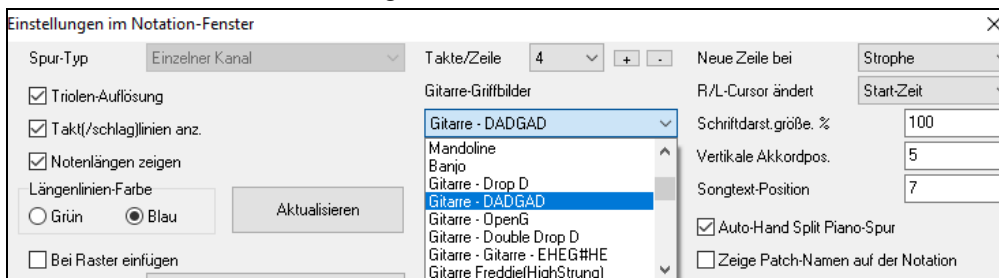 Einstellungen im Notation-Fenster
Spur-Typ Einzelner Kanal Takte/Zeile 4 + - Neue Zeile bei Strophe
Triolen-Auflösung Gitarre-Griffbilder R/L-Cursor ändert Start-Zeit
Takt(/schlag)linien anz. Gitarre - DADGAD Schriftdarst.größe. % 100
Mandoline
Notenlängen zeigen Banjo Vertikale Akkordpos. 5
Längenlinien-Farbe Gitarre - Drop D Songtext-Position 7
Grün Blau Aktualisieren Gitarre - DADGAD
Gitarre - OpenG Auto-Hand Split Piano-Spur
Gitarre - Double Drop D
Bei Raster einfügen Gitarre - Gitarre - EHEG#HE Zeige Patch-Namen auf der Notation
Gitarre Freddie(HighStrung)